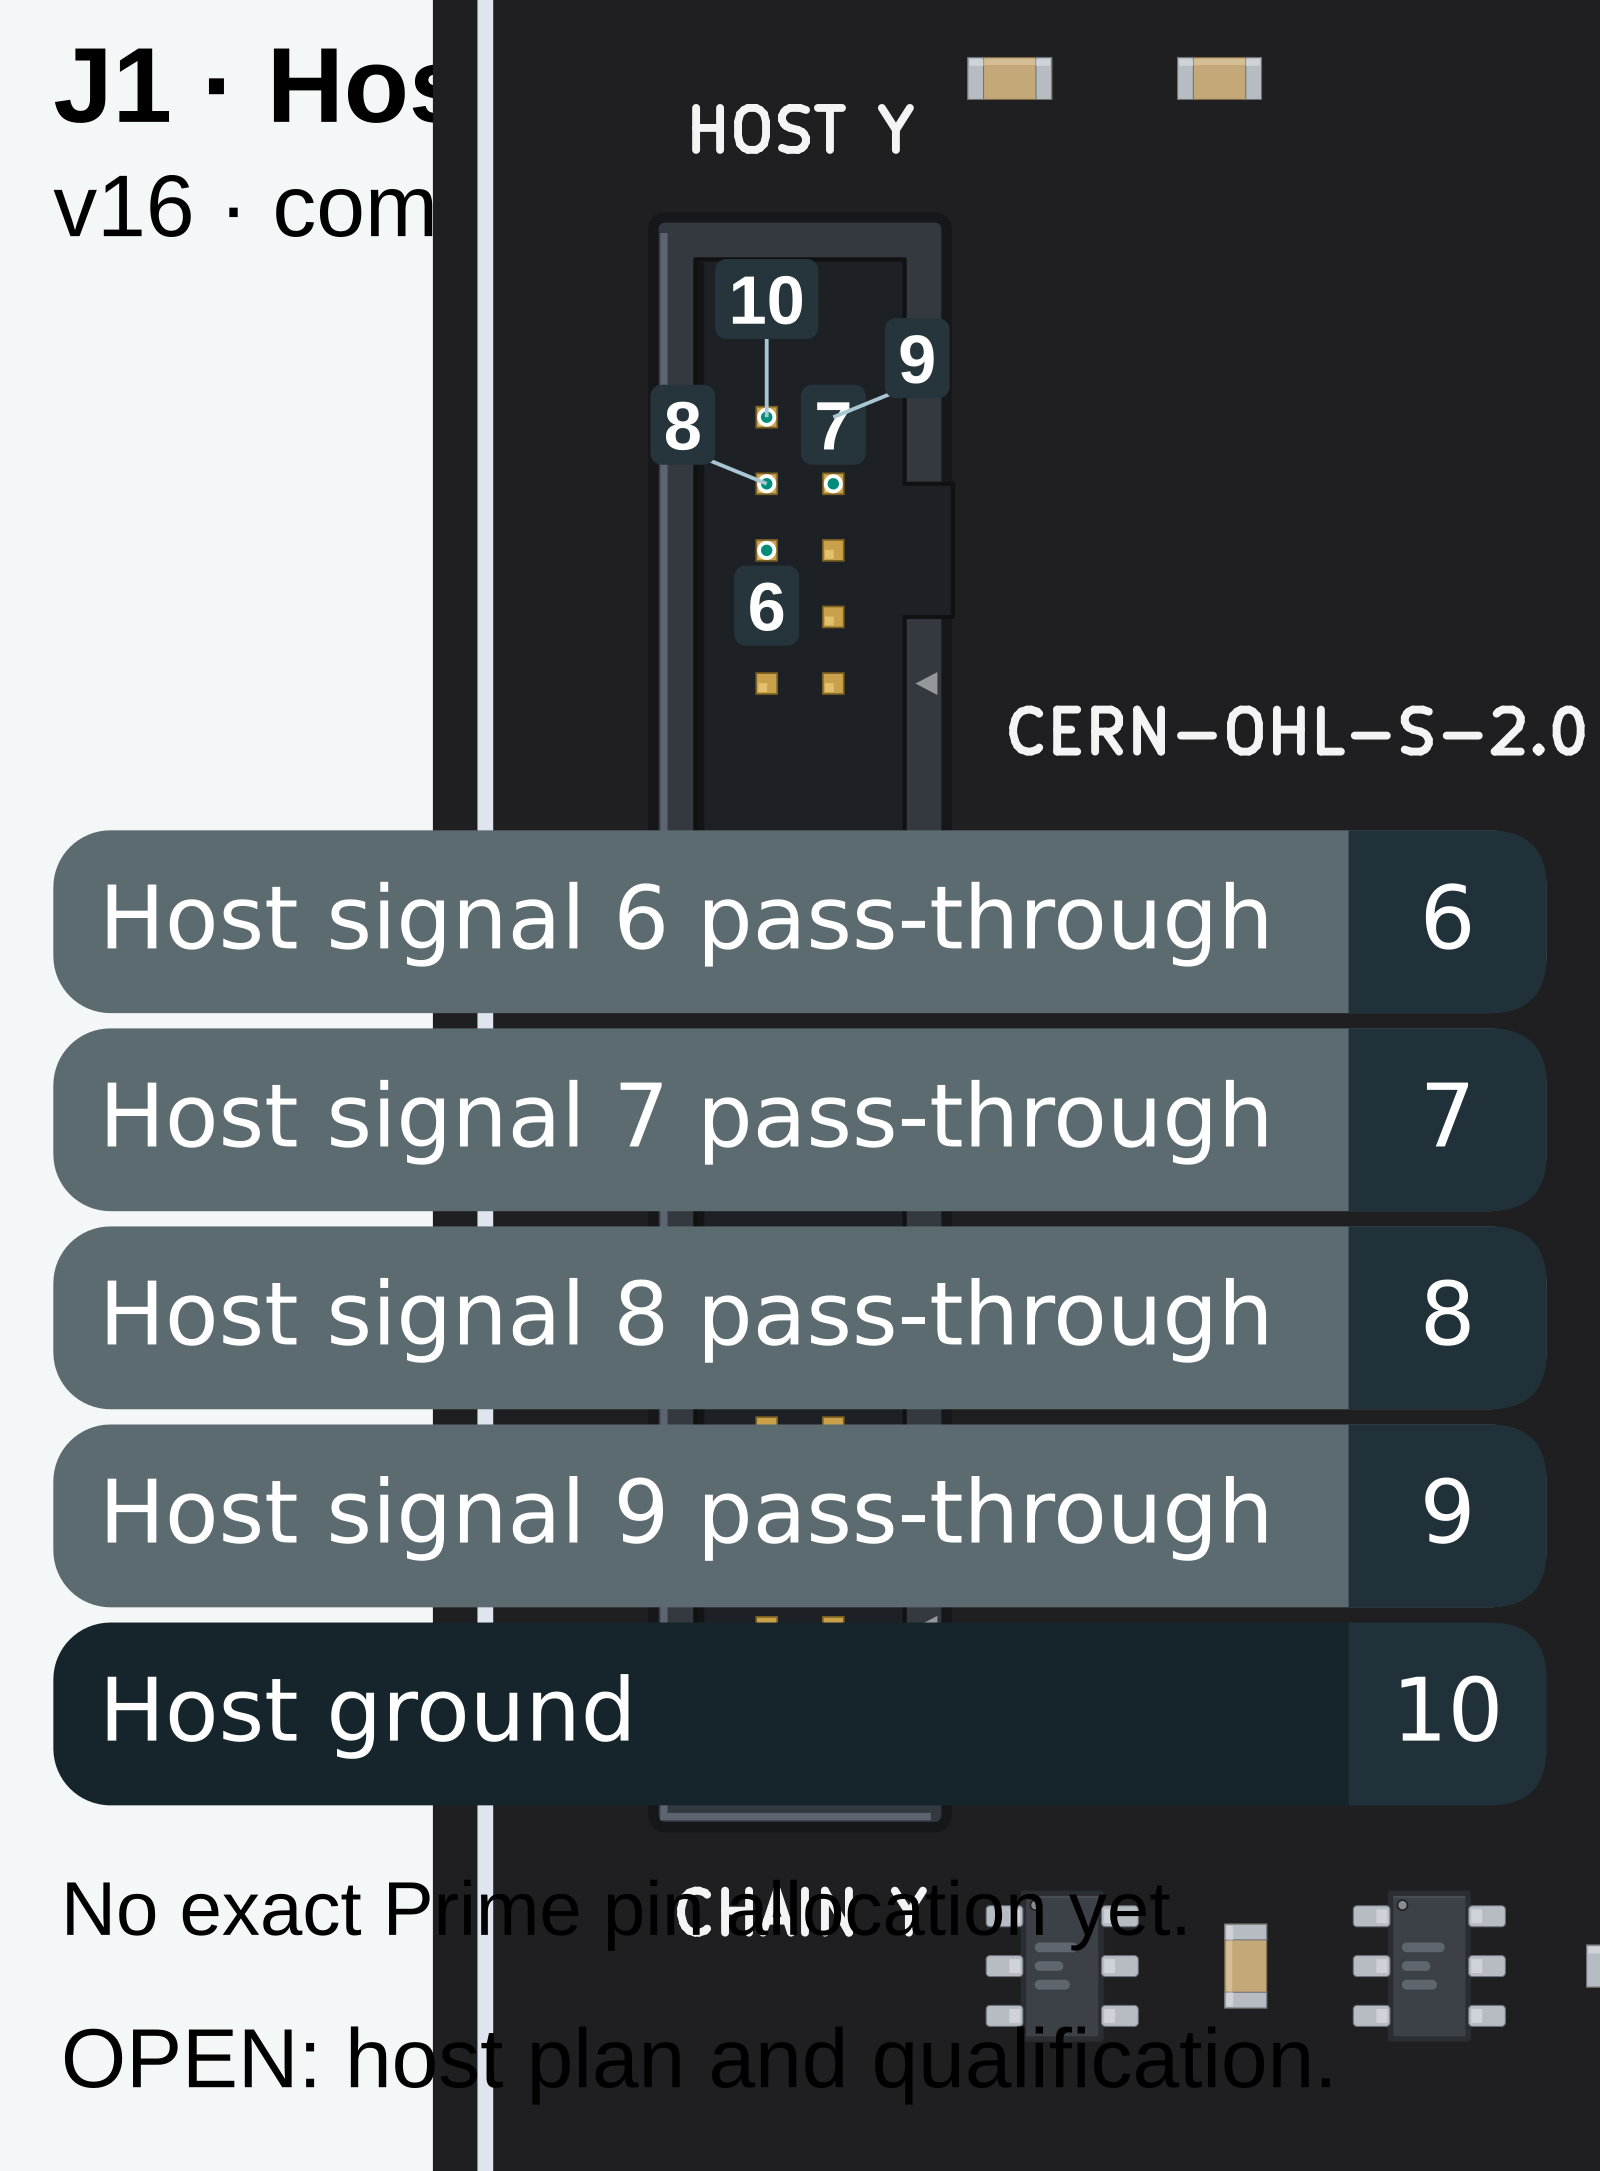 J1 · Hos
v16 · com
HOST Y
10
9
8
7
6
CERN-OHL-S-2.0
Host signal 6 pass-through 6
Host signal 7 pass-through 7
Host signal 8 pass-through 8
Host signal 9 pass-through 9
Host ground 10
No exact Prime pin allocation yet.
CHAIN Y
OPEN: host plan and qualification.